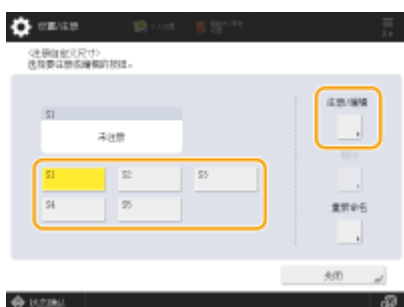 设置/注册
<注册自定义尺寸>
选择要注册或编辑的按钮。
S1
未注册
S1
S2
S3
S4
S5
注册/编辑
删除
重新命名
关闭
状态确认